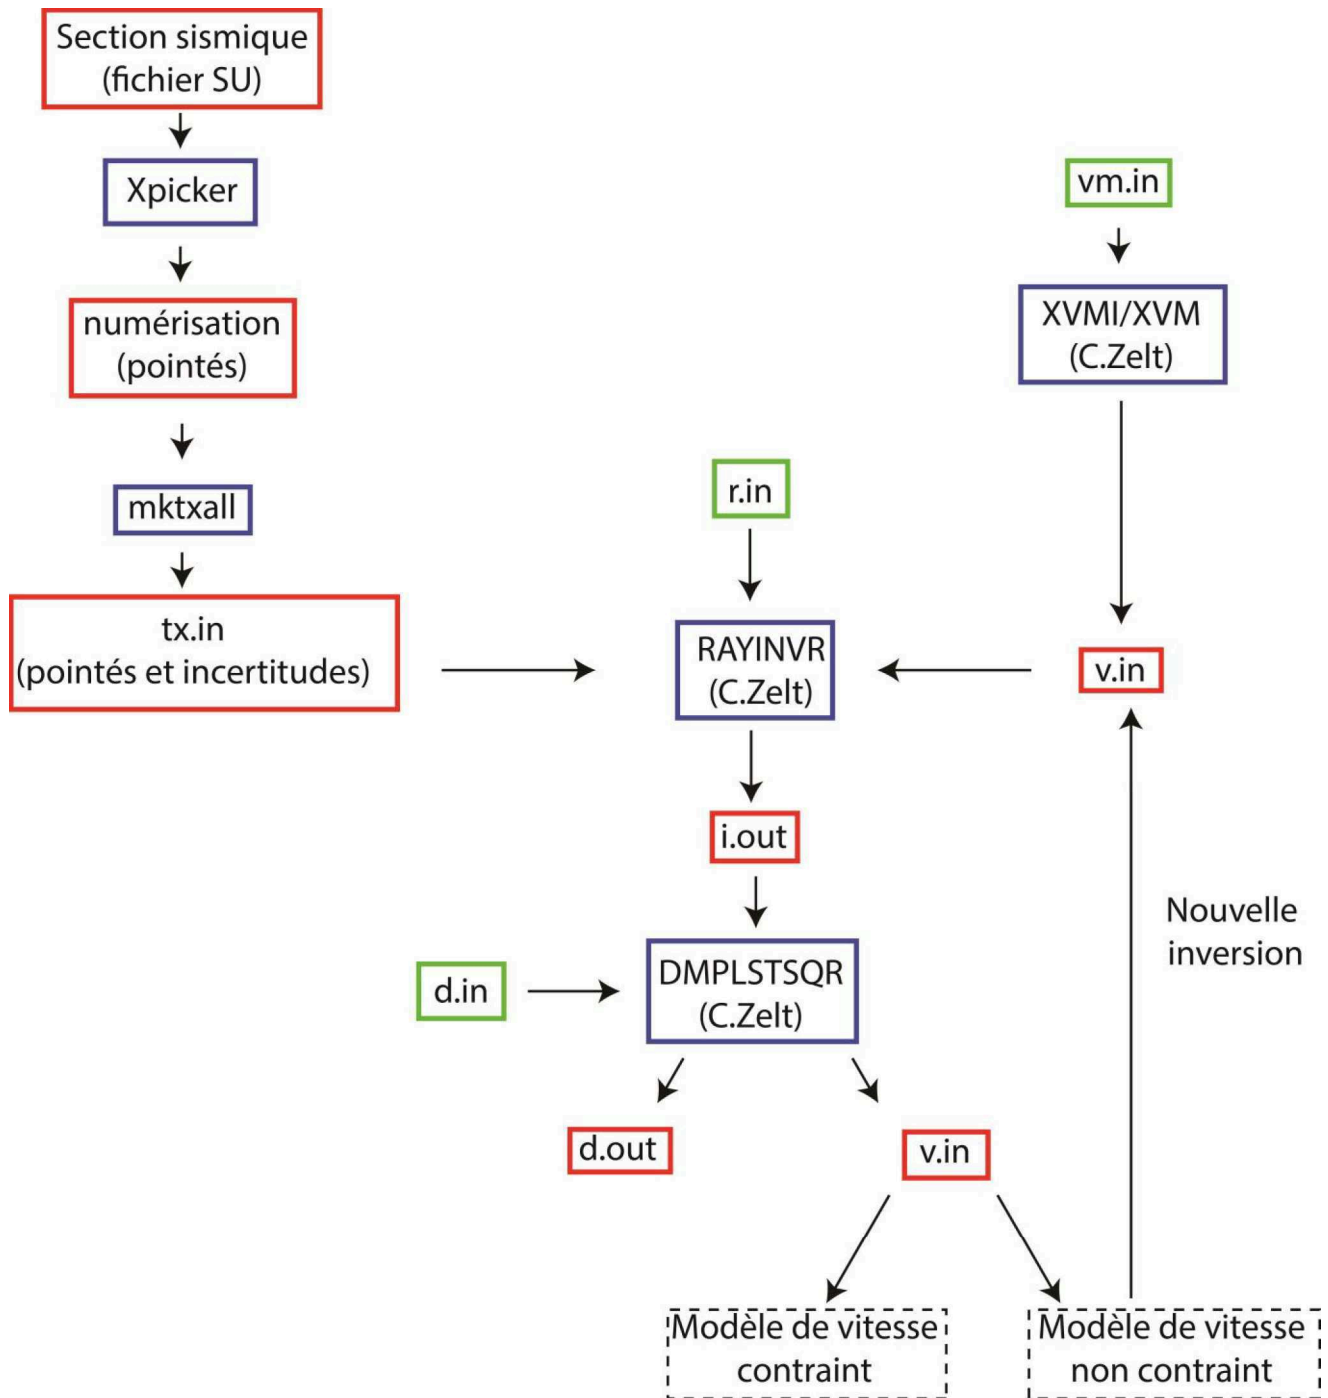 Section sismique
(fichier SU)
Xpicker
numérisation
(pointés)
mktxall
tx.in
(pointés et incertitudes)
vm.in
XVMI/XVM
(C.Zelt)
r.in
RAYINVR
(C.Zelt)
v.in
i.out
Nouvelle
inversion
d.in
DMPLSTSQR
(C.Zelt)
d.out
v.in
Modèle de vitesse
contraint
Modèle de vitesse
non contraint